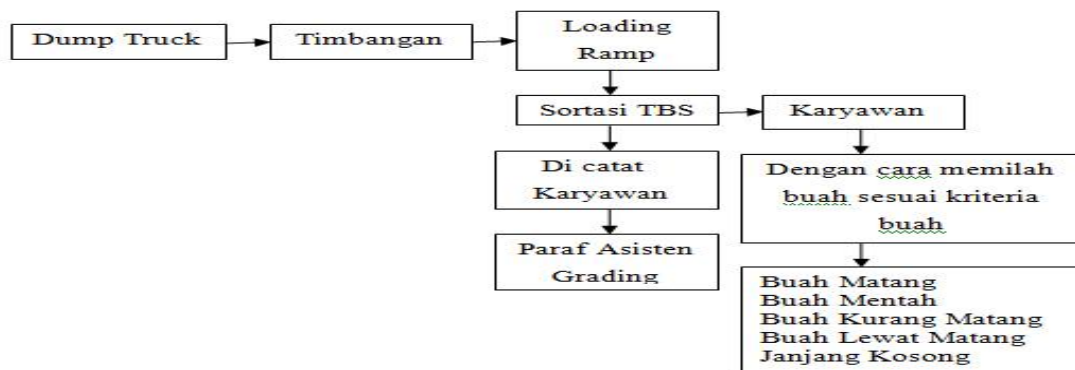 Dump Truck
Timbangan
Loading
Ramp
Sortasi TBS
Karyawan
Di catat
Karyawan
Dengan cara memilah
buah sesuai kriteria
buah
Paraf Asisten
Grading
Buah Matang
Buah Mentah
Buah Kurang Matang
Buah Lewat Matang
Janjang Kosong